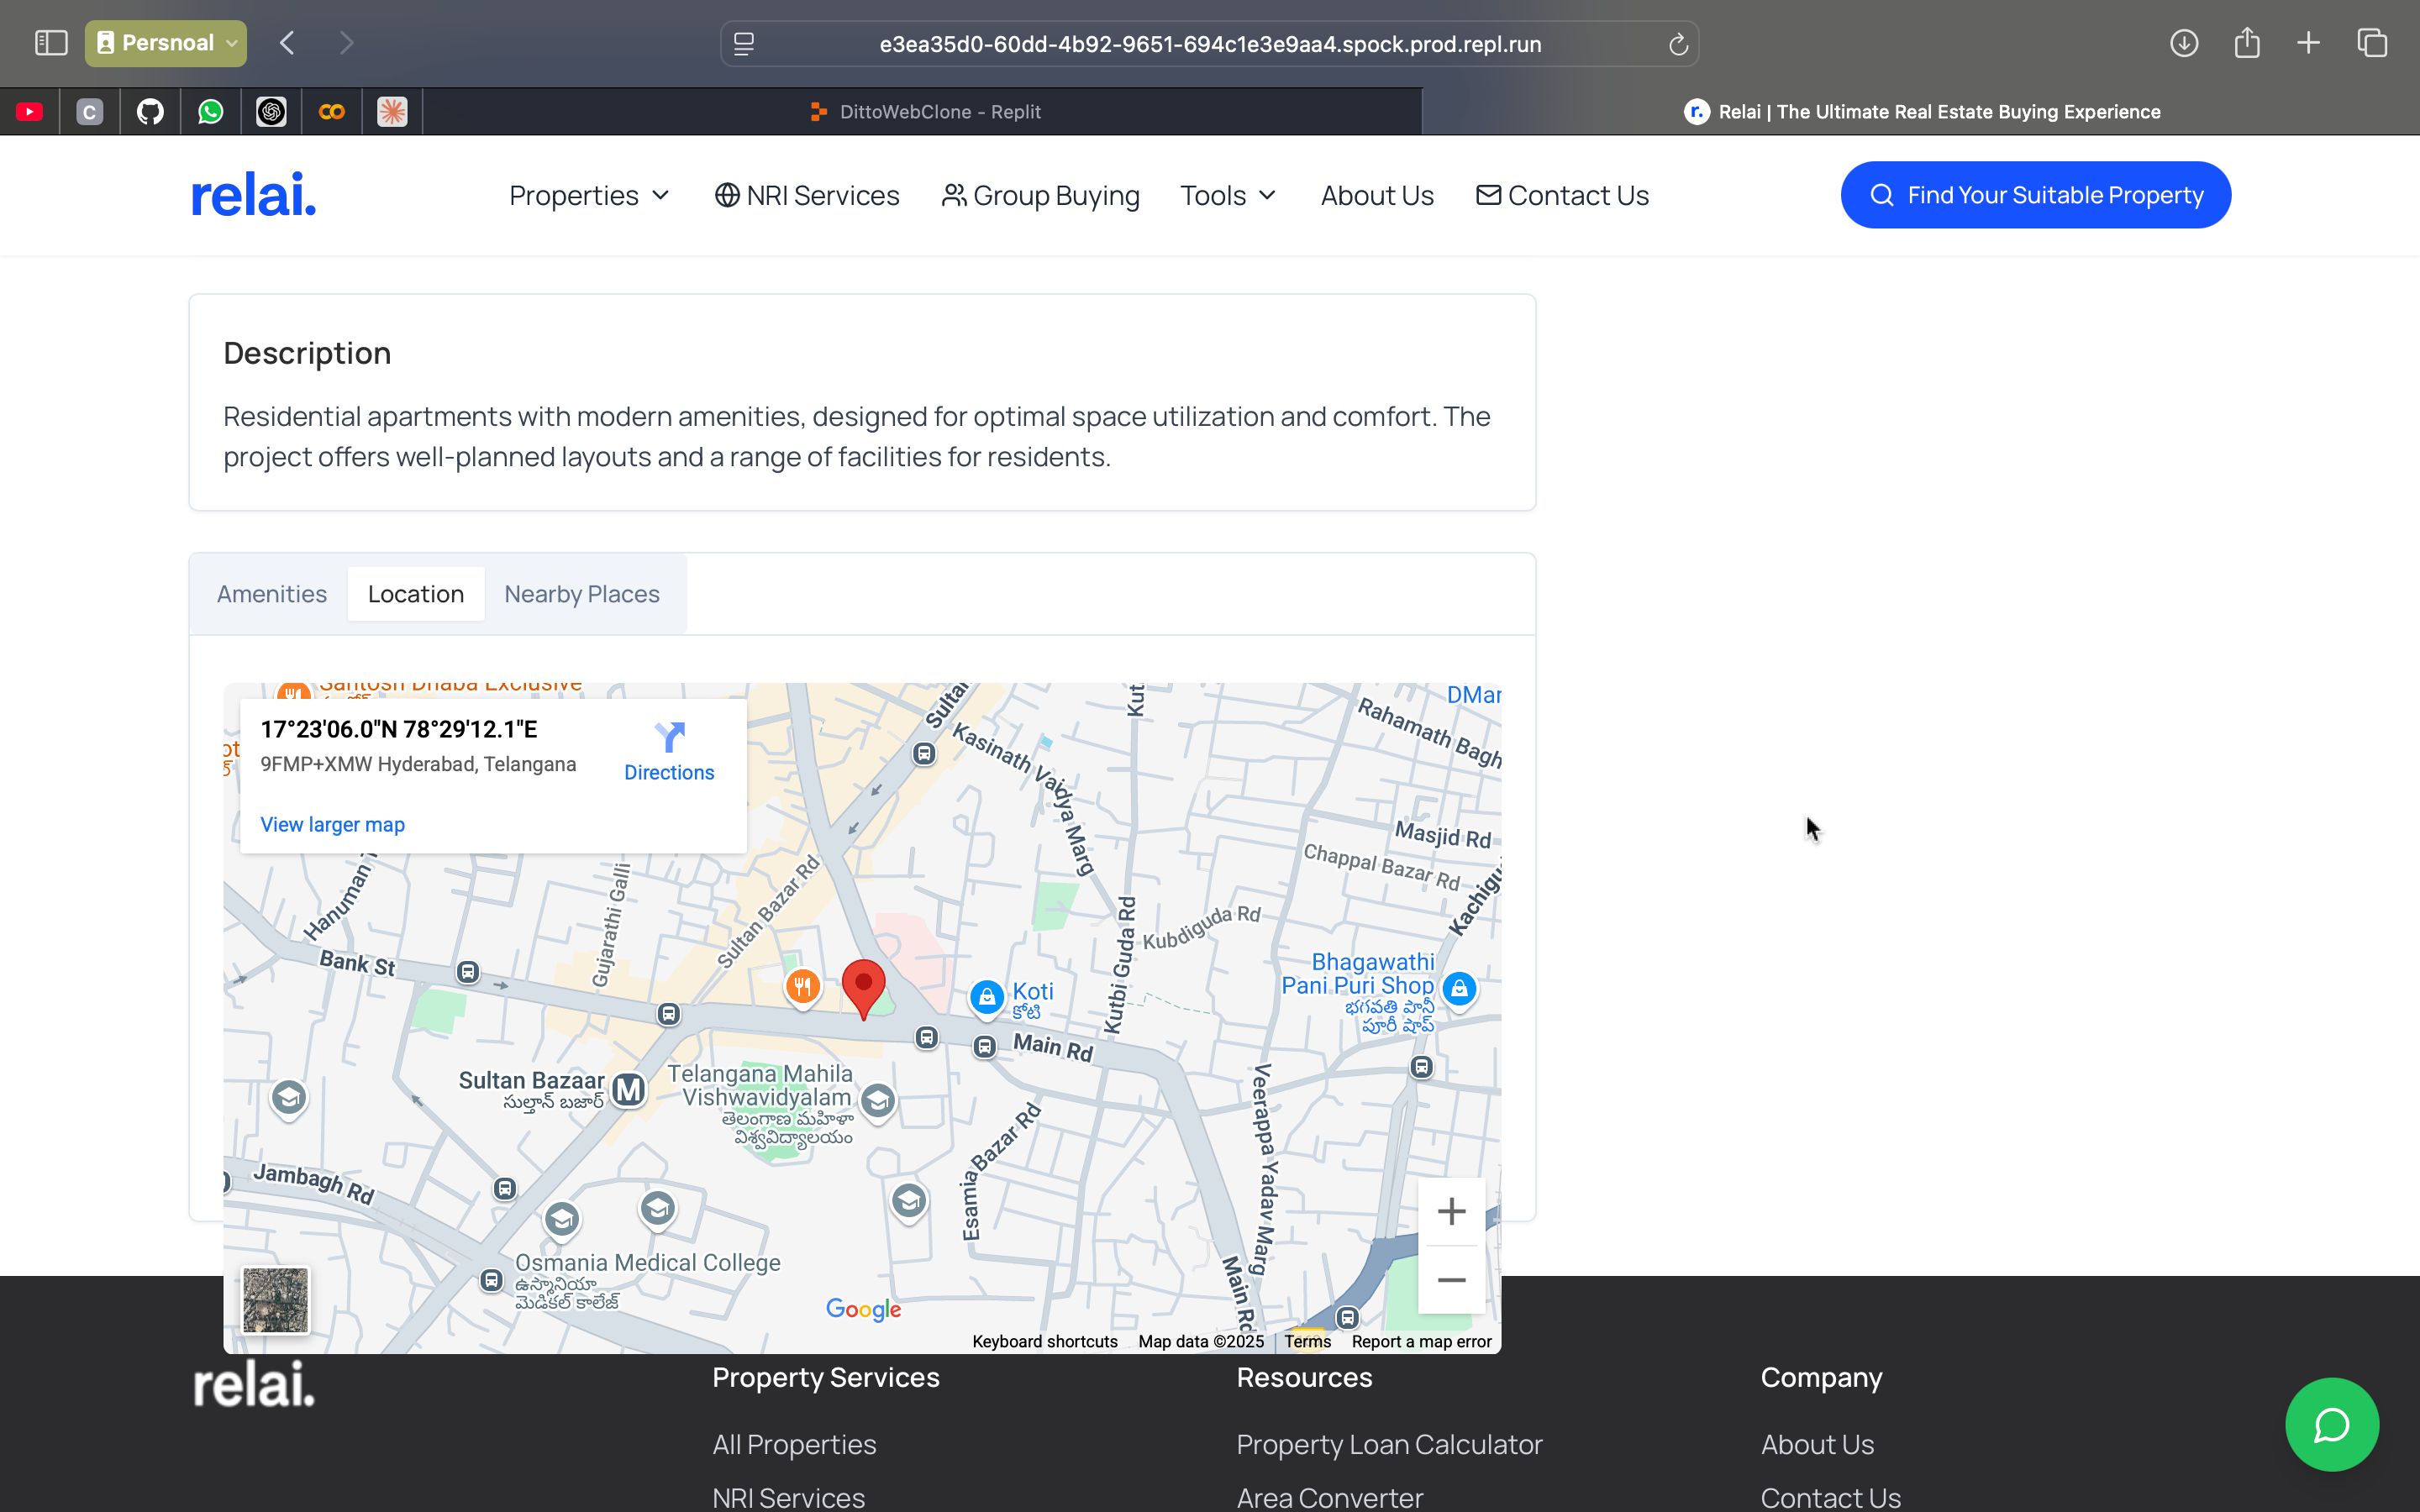 Persnoal
e3ea35d0-60dd-4b92-9651-694c1e3e9aa4.spock.prod.repl.run
C
DittoWebClone - Replit
r. Relai | The Ultimate Real Estate Buying Experience
relai.
Properties
NRI Services
Group Buying
Tools
About Us
Contact Us
Find Your Suitable Property
Description
Residential apartments with modern amenities, designed for optimal space utilization and comfort. The
project offers well-planned layouts and a range of facilities for residents.
Amenities
Location
Nearby Places
Santosh Dhaba Exclusive
17°23'06.0"N 78°29'12.1"E
9FMP+XMW Hyderabad, Telangana
Directions
View larger map
Kasinath Vaidya Marg
Kut
DMar
Rahamath Bagh
Masjid Rd
Chappal Bazar Rd
Kachigu
Hanuman
Gujarathi Galli
Sultan Bazar Rd
Sultan
Bank St
Kutbi Guda Rd
Kubdiguda Rd
Koti
కోటి
Bhagawathi
Pani Puri Shop
భగవతి పానీ
పూరీ షాప్
Main Rd
Sultan Bazaar
సుల్తాన్ బజార్
M
Telangana Mahila
Vishwavidyalam
తెలంగాణ మహిళా
విశ్వవిద్యాలయం
Esamia Bazar Rd
Veerappa Yadav Marg
Jambagh Rd
Osmania Medical College
ఉస్మానియా
మెడికల్ కాలేజ్
Main Rd
Google
Keyboard shortcuts
Map data ©2025
Terms
Report a map error
relai.
Property Services
Resources
Company
All Properties
Property Loan Calculator
About Us
NRI Services
Area Converter
Contact Us